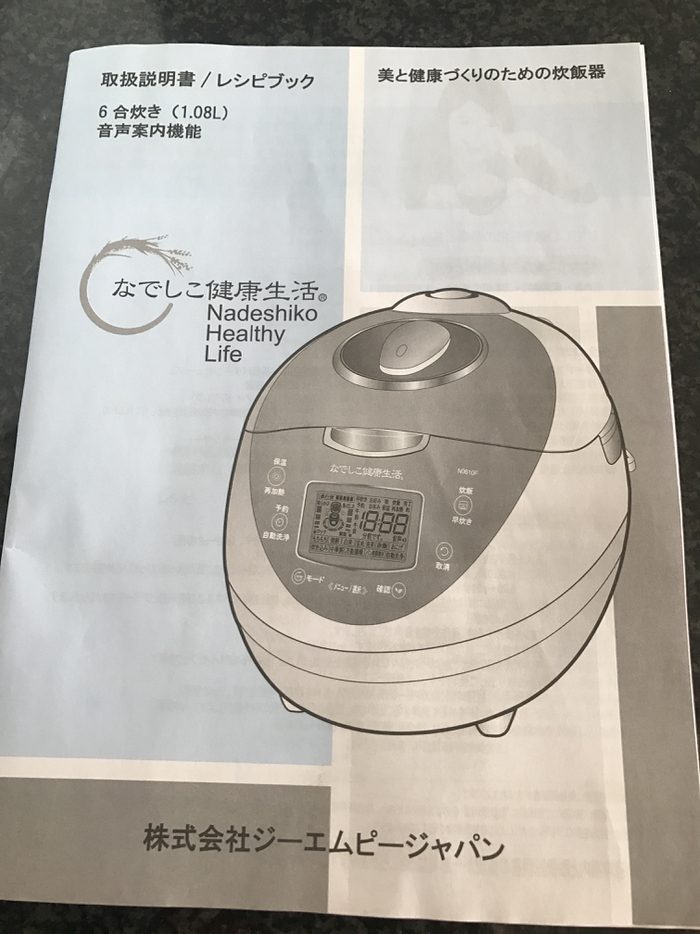 取扱説明書/レシピブック
6合炊き(1.08L)
音声案内機能
美と健康づくりのための炊飯器
なでしこ健康生活®
Nadeshiko
Healthy
Life
なでしこ健康生活®
N0610F
保温
再加熱
予約
自動洗浄
炊飯
早炊き
取消
18:88
モード
《メニュー/選択》
確認
株式会社ジーエムピージャパン